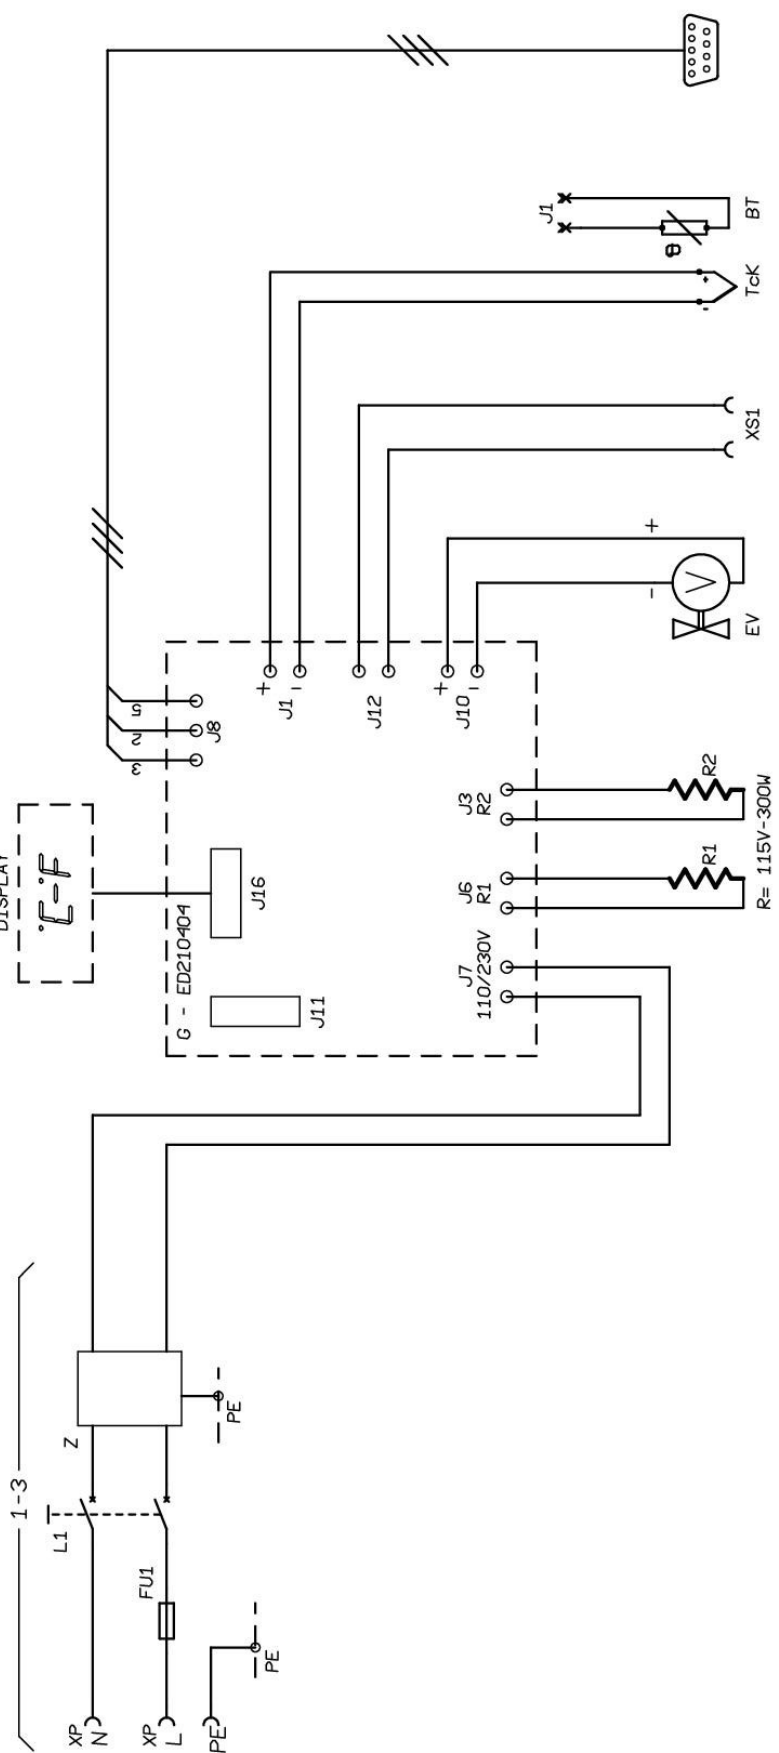 1-3
XP
N
XP
L
PE
PE
L1
FU1
Z
PE
DISPLAY
°E-°F
G - ED210404
J11
J16
3
2
5
J8
J7
110/230V
J6
R1
J3
R2
J10
+
-
J12
J1
+
-
R1
R2
R= 115V-300W
V
-
+
EV
XS1
-
+
TcK
J1
θ
BT